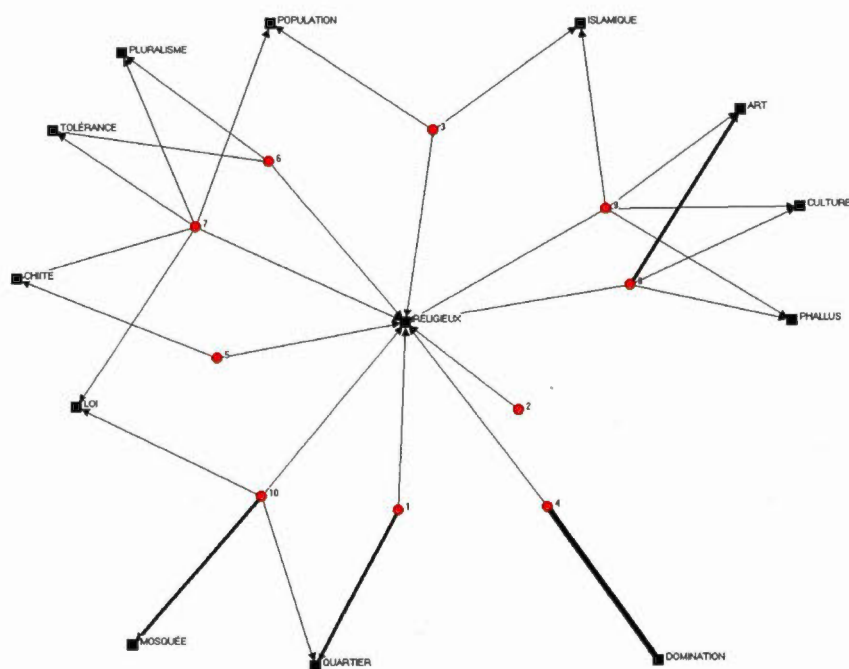 POPULATION
ISLAMIQUE
PLURALISME
ART
TOLÉRANCE
3
6
CULTURE
9
7
CHIITE
8
PHALLUS
RELIGIEUX
5
LOI
2
10
1
4
MOSQUÉE
QUARTIER
DOMINATION